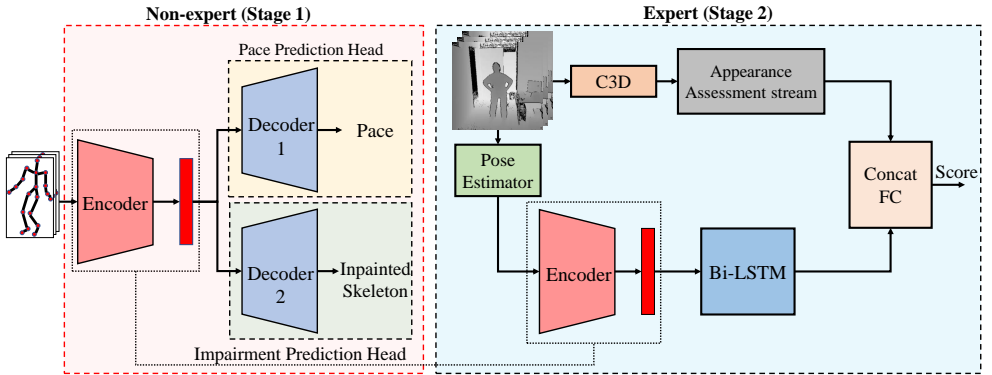 Non-expert (Stage 1)
Pace Prediction Head
Decoder
1
Pace
Encoder
Decoder
2
Inpainted
Skeleton
Impairment Prediction Head
Expert (Stage 2)
C3D
Appearance
Assessment stream
Pose
Estimator
Concat
FC
Score
Encoder
Bi-LSTM